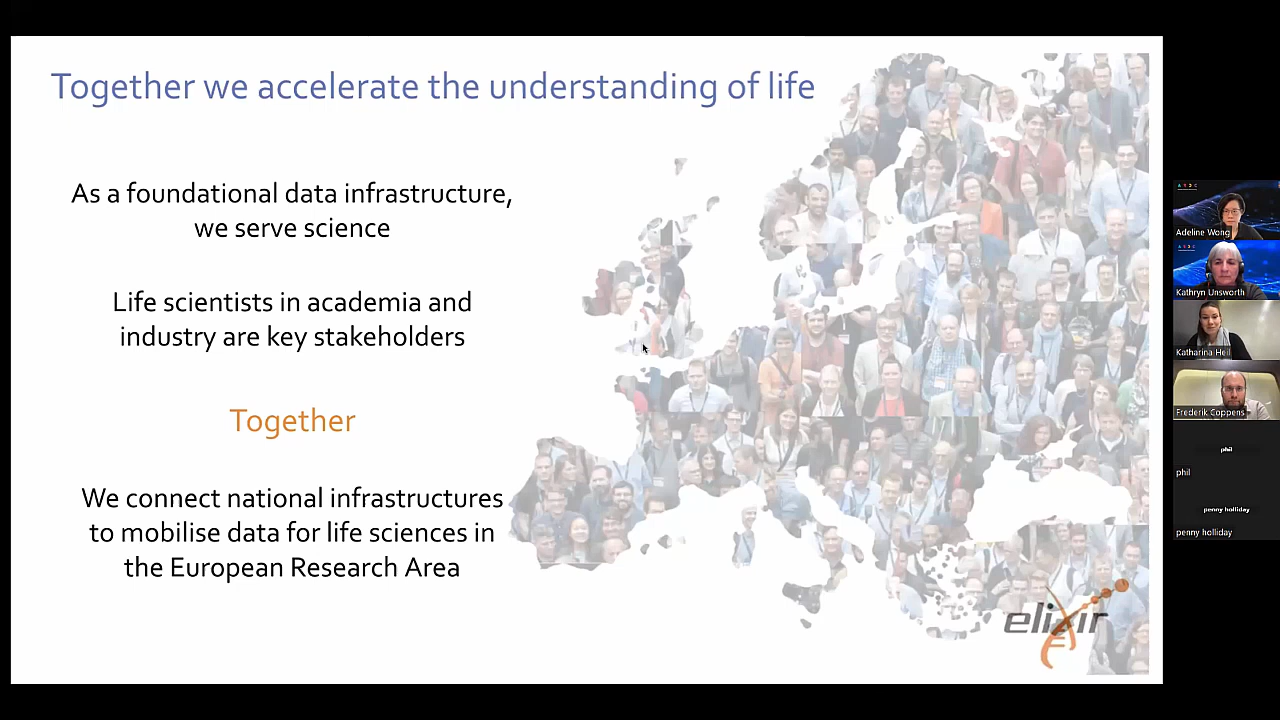 Together we accelerate the understanding of life
As a foundational data infrastructure,
we serve science
Life scientists in academia and
industry are key stakeholders
Together
We connect national infrastructures
to mobilise data for life sciences in
the European Research Area
elixir
Adeline Wong
Kathryn Unsworth
Katharina Heil
Frederik Coppens
phil
phil
penny holliday
penny holliday